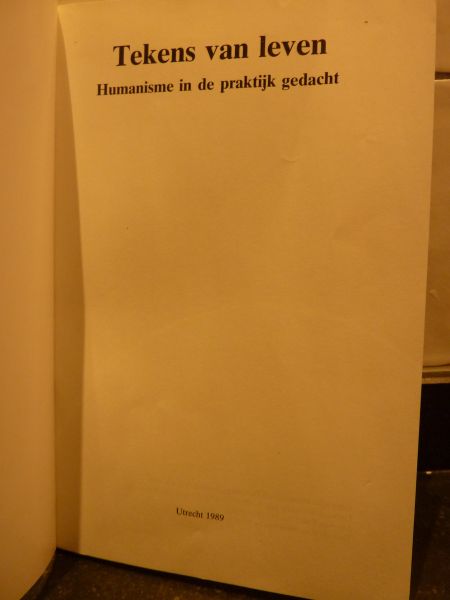 Tekens van leven
Humanisme in de praktijk gedacht
Utrecht 1989